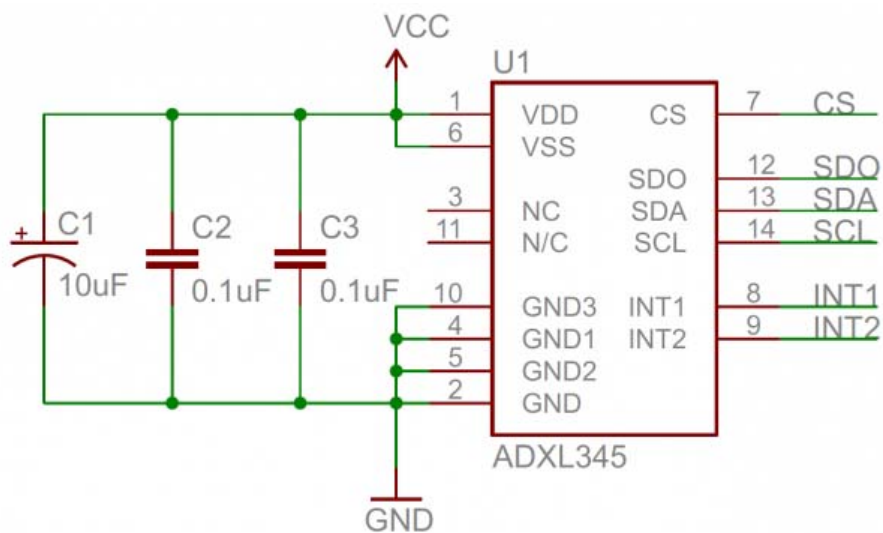 VCC
U1
1 VDD CS 7 CS
6 VSS
SDO 12 SDO
3 NC SDA 13 SDA
11 N/C SCL 14 SCL
+ C1 C2 C3
10uF 0.1uF 0.1uF
10 GND3 INT1 8 INT1
4 GND1 INT2 9 INT2
5 GND2
2 GND
ADXL345
GND